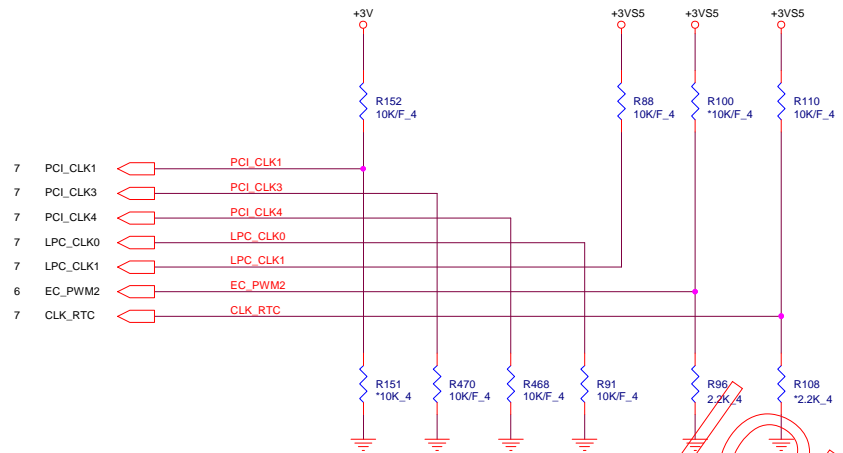 +3V
+3VS5
+3VS5
+3VS5
R152
10K/F_4
R88
10K/F_4
R100
*10K/F_4
R110
10K/F_4
7 PCI_CLK1 PCI_CLK1
7 PCI_CLK3 PCI_CLK3
7 PCI_CLK4 PCI_CLK4
7 LPC_CLK0 LPC_CLK0
7 LPC_CLK1 LPC_CLK1
6 EC_PWM2 EC_PWM2
7 CLK_RTC CLK_RTC
R151
*10K_4
R470
10K/F_4
R468
10K/F_4
R91
10K/F_4
R96
2.2K_4
R108
*2.2K_4